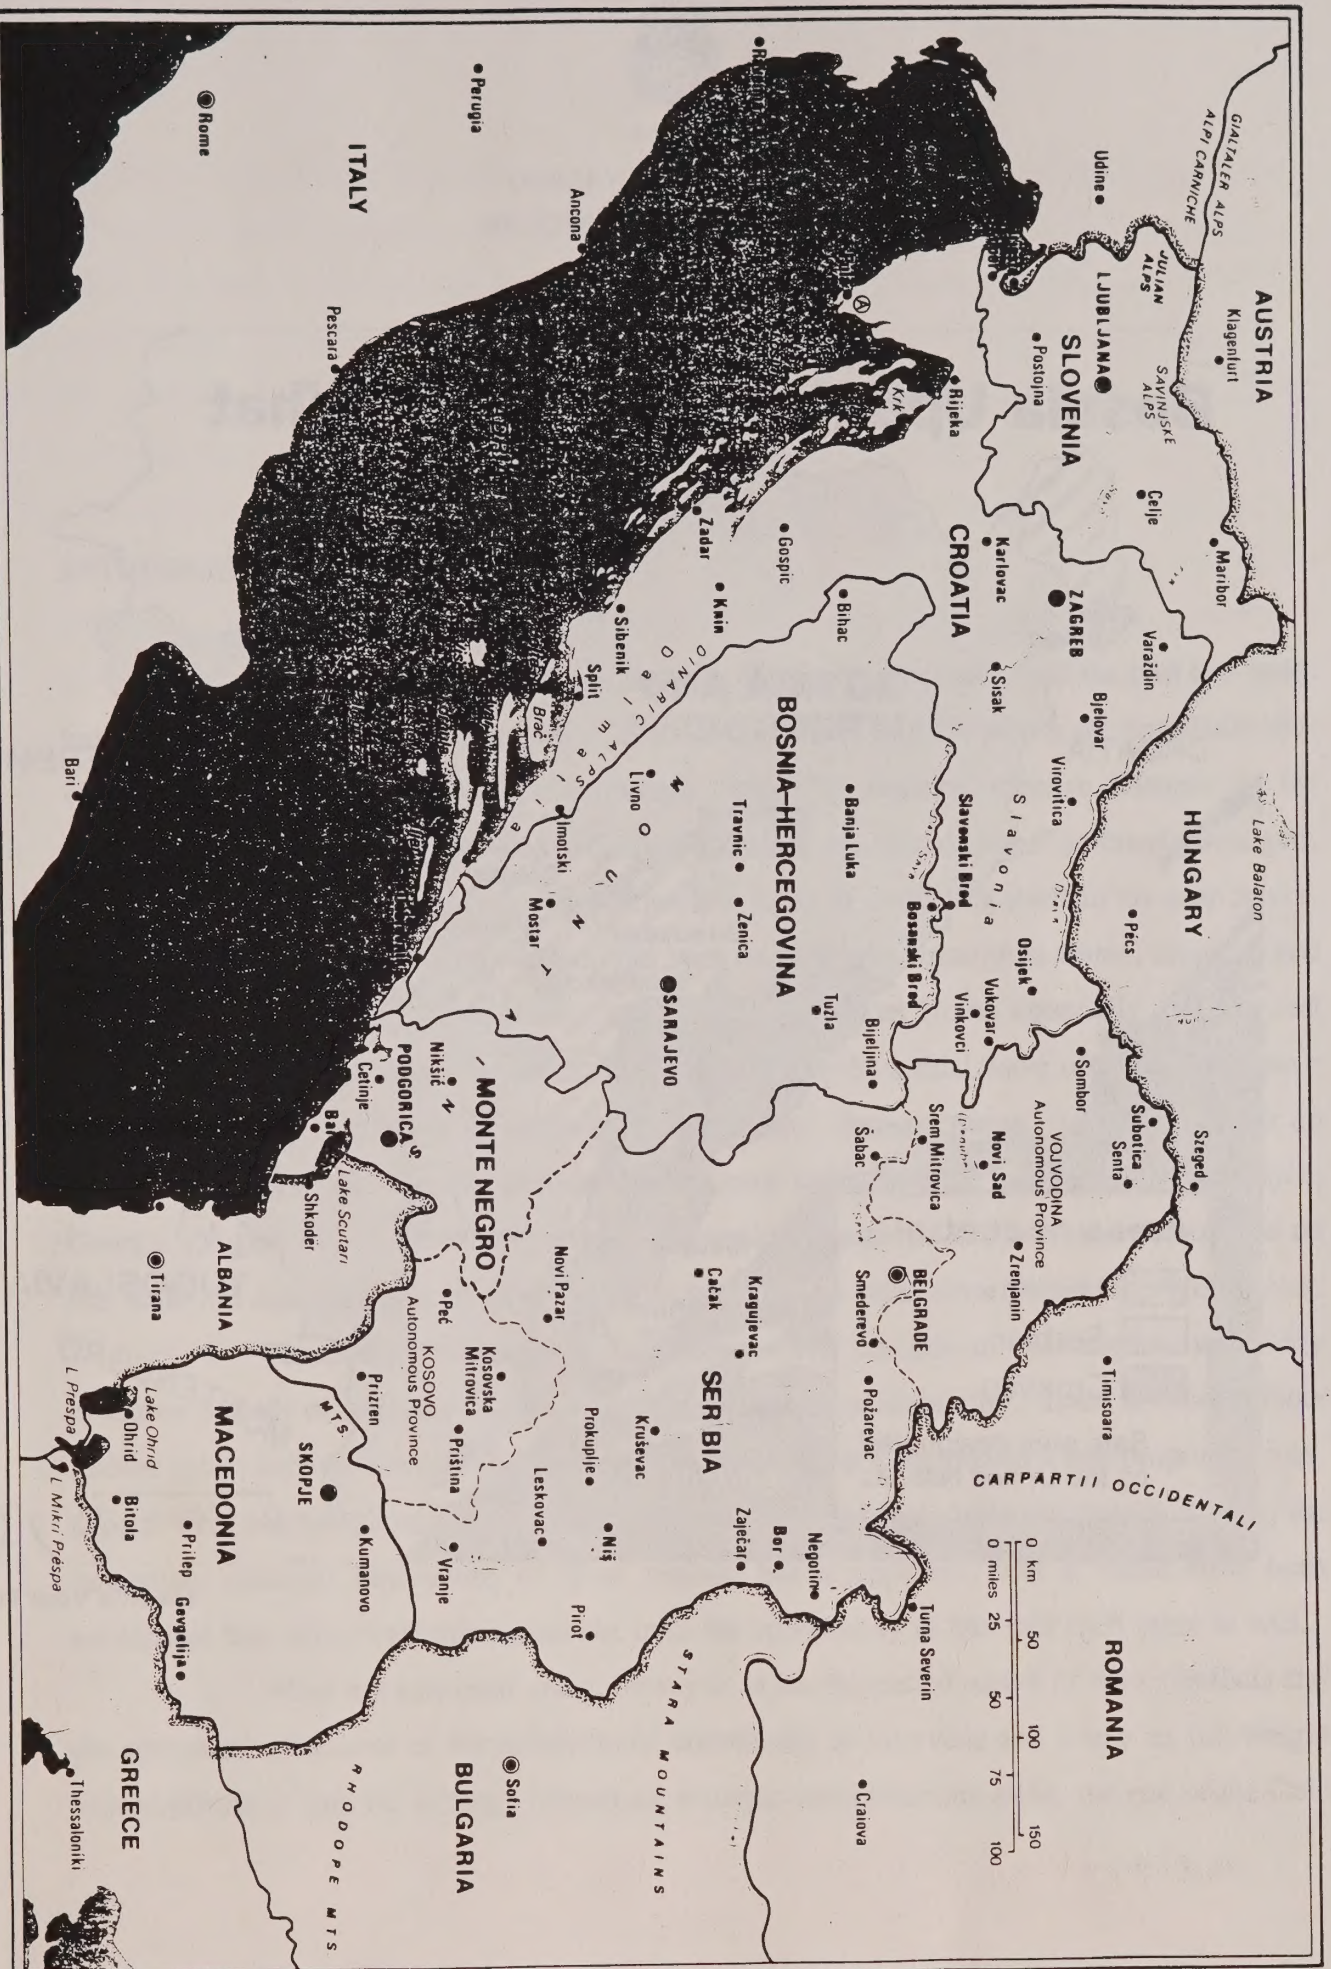 GIALTALER ALPS
ALPI CARNICHE
AUSTRIA
Klagenfurt
Udine
JULIAN
ALPS
SAVINJSKE
ALPS
LJUBLJANA
SLOVENIA
Postojna
Celje
Maribor
HUNGARY
Lake Balaton
Pécs
Szeged
Varaždin
ZAGREB
Bjelovar
Virovitica
Karlovac
CROATIA
Sisak
Rijeka
Krk
Slavonia
Slavonski Brod
Bosanski Brod
Osijek
Vukovar
Vinkovci
Sombor
Subotica
Senta
VOJVODINA
Autonomous Province
Novi Sad
Srem Mitrovica
Zrenjanin
Timisoara
CARPARTII OCCIDENTALI
ROMANIA
0 km 50 100 150
0 miles 25 50 75 100
Turna Severin
Craiova
Gospic
Zadar
Knin
Bihac
Sibenik
Split
Brač
DINARIC ALPS
BOSNIA–HERCEGOVINA
Banja Luka
Travnic
Zenica
Tuzla
Bijeljina
Livno
Imotski
Mostar
SARAJEVO
Šabac
BELGRADE
Smederevo
Požarevac
Negotin
Bor
Zaječar
Kragujevac
Cačak
SERBIA
Kruševac
Prokuplje
Niš
Novi Pazar
Leskovac
Pirot
STARA MOUNTAINS
MONTE NEGRO
Nikšić
PODGORICA
Cetinje
Bar
Lake Scutari
Shkodër
Kosovska
Mitrovica
Peć
KOSOVO
Autonomous Province
Priština
Vranje
Prizren
MTS
SKOPJE
Kumanovo
BULGARIA
Sofia
RHODOPE MTS
ALBANIA
Tirana
MACEDONIA
Lake Ohrid
Ohrid
L Prespa
L Mikri Préspa
Bitola
Prilep
Gevgelija
GREECE
Thessaloniki
Perugia
Rome
ITALY
Ancona
Pescara
Bari
A